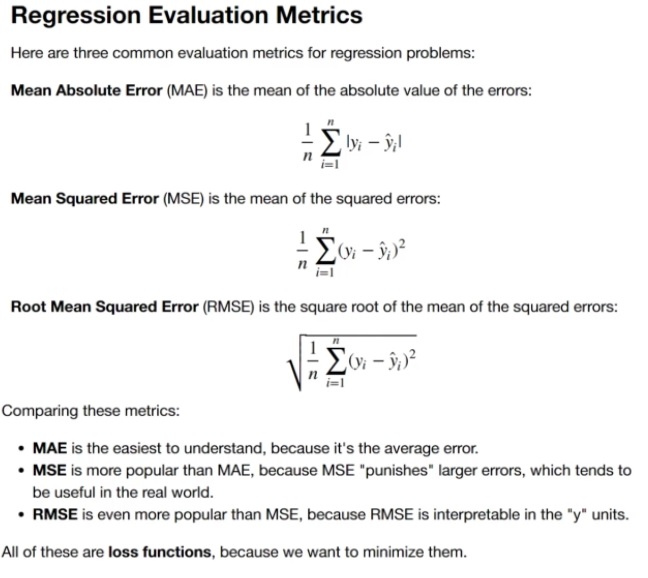 Regression Evaluation Metrics
Here are three common evaluation metrics for regression problems:
Mean Absolute Error (MAE) is the mean of the absolute value of the errors:
\frac{1}{n} \sum_{i=1}^{n} |y_i - \hat{y}_i|
Mean Squared Error (MSE) is the mean of the squared errors:
\frac{1}{n} \sum_{i=1}^{n} (y_i - \hat{y}_i)^2
Root Mean Squared Error (RMSE) is the square root of the mean of the squared errors:
\sqrt{\frac{1}{n} \sum_{i=1}^{n} (y_i - \hat{y}_i)^2}
Comparing these metrics:
• MAE is the easiest to understand, because it's the average error.
• MSE is more popular than MAE, because MSE "punishes" larger errors, which tends to
be useful in the real world.
• RMSE is even more popular than MSE, because RMSE is interpretable in the "y" units.
All of these are loss functions, because we want to minimize them.